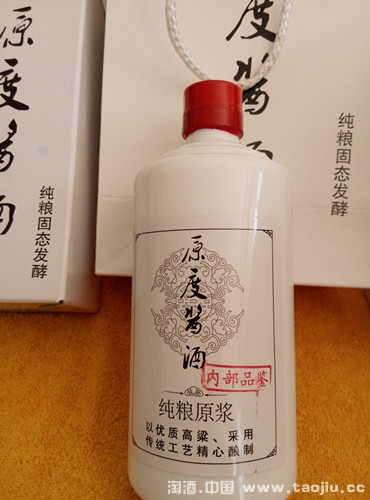 原度酱酒
纯粮固态发酵
度酱酒
纯粮固态发酵
原度酱酒
内部品鉴
纯粮原浆
以优质高粱、采用
传统工艺精心酿制
淘酒.中国 www.taojiu.cc